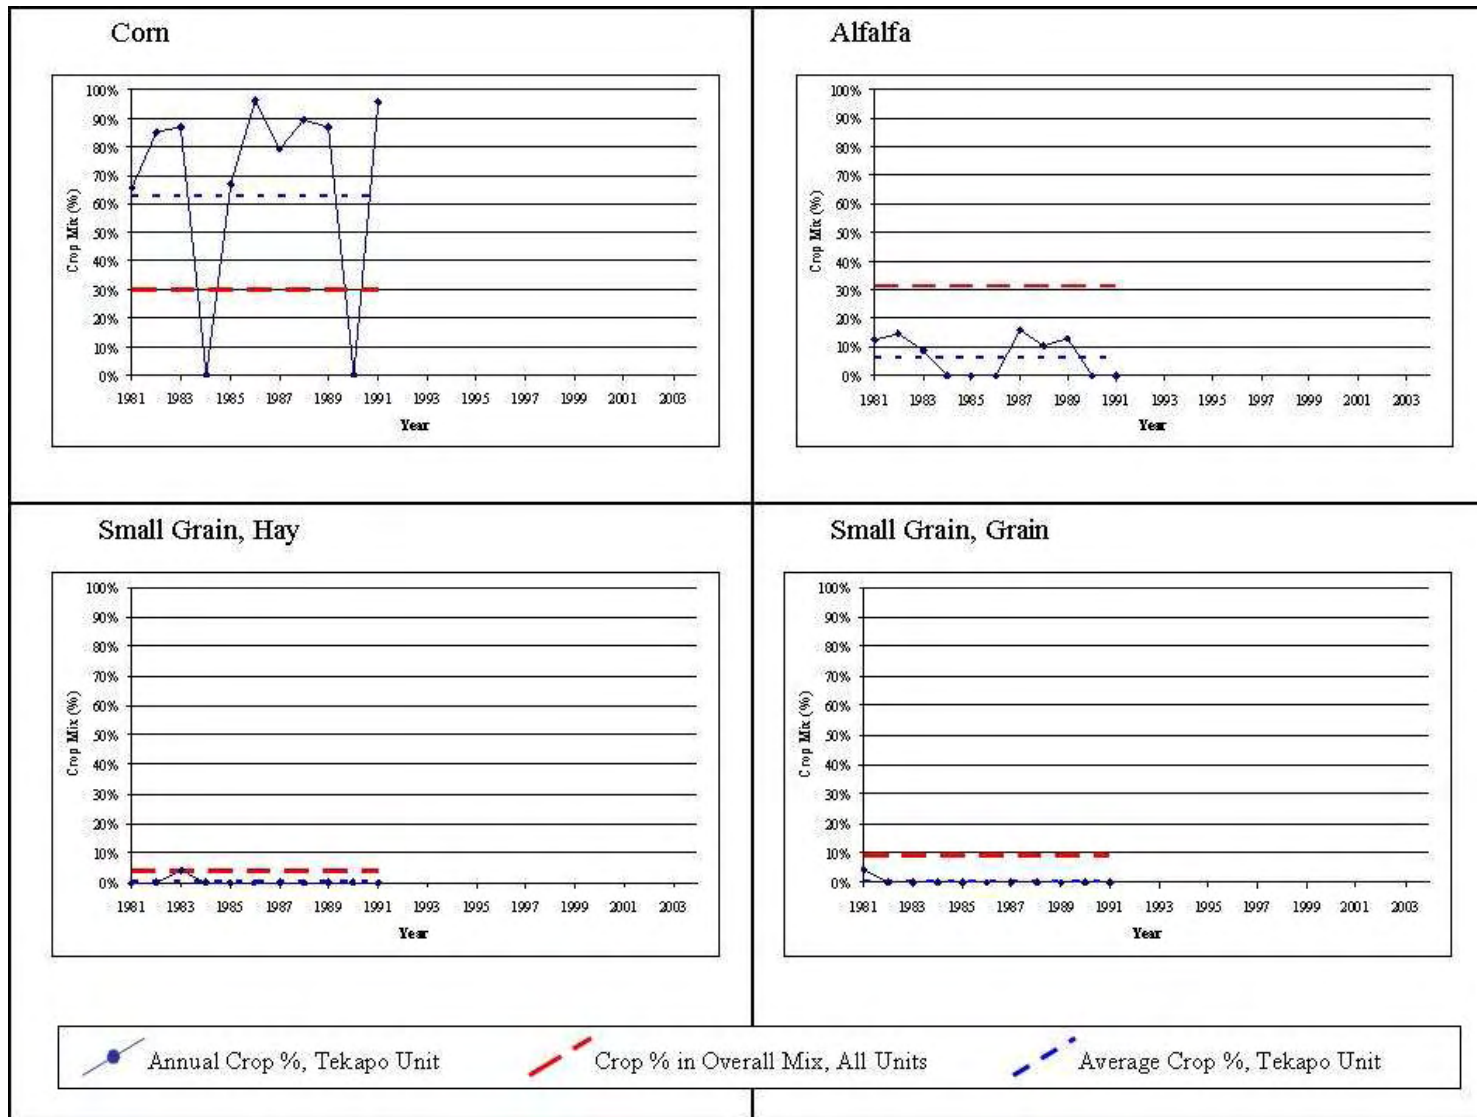 Corn
100%
90%
80%
70%
60%
50%
40%
30%
20%
10%
0%
Crop Mix (%)
1981 1983 1985 1987 1989 1991 1993 1995 1997 1999 2001 2003
Year
Alfalfa
100%
90%
80%
70%
60%
50%
40%
30%
20%
10%
0%
Crop Mix (%)
1981 1983 1985 1987 1989 1991 1993 1995 1997 1999 2001 2003
Year
Small Grain, Hay
100%
90%
80%
70%
60%
50%
40%
30%
20%
10%
0%
Crop Mix (%)
1981 1983 1985 1987 1989 1991 1993 1995 1997 1999 2001 2003
Year
Small Grain, Grain
100%
90%
80%
70%
60%
50%
40%
30%
20%
10%
0%
Crop Mix (%)
1981 1983 1985 1987 1989 1991 1993 1995 1997 1999 2001 2003
Year
Annual Crop %, Tekapo Unit
Crop % in Overall Mix, All Units
Average Crop %, Tekapo Unit